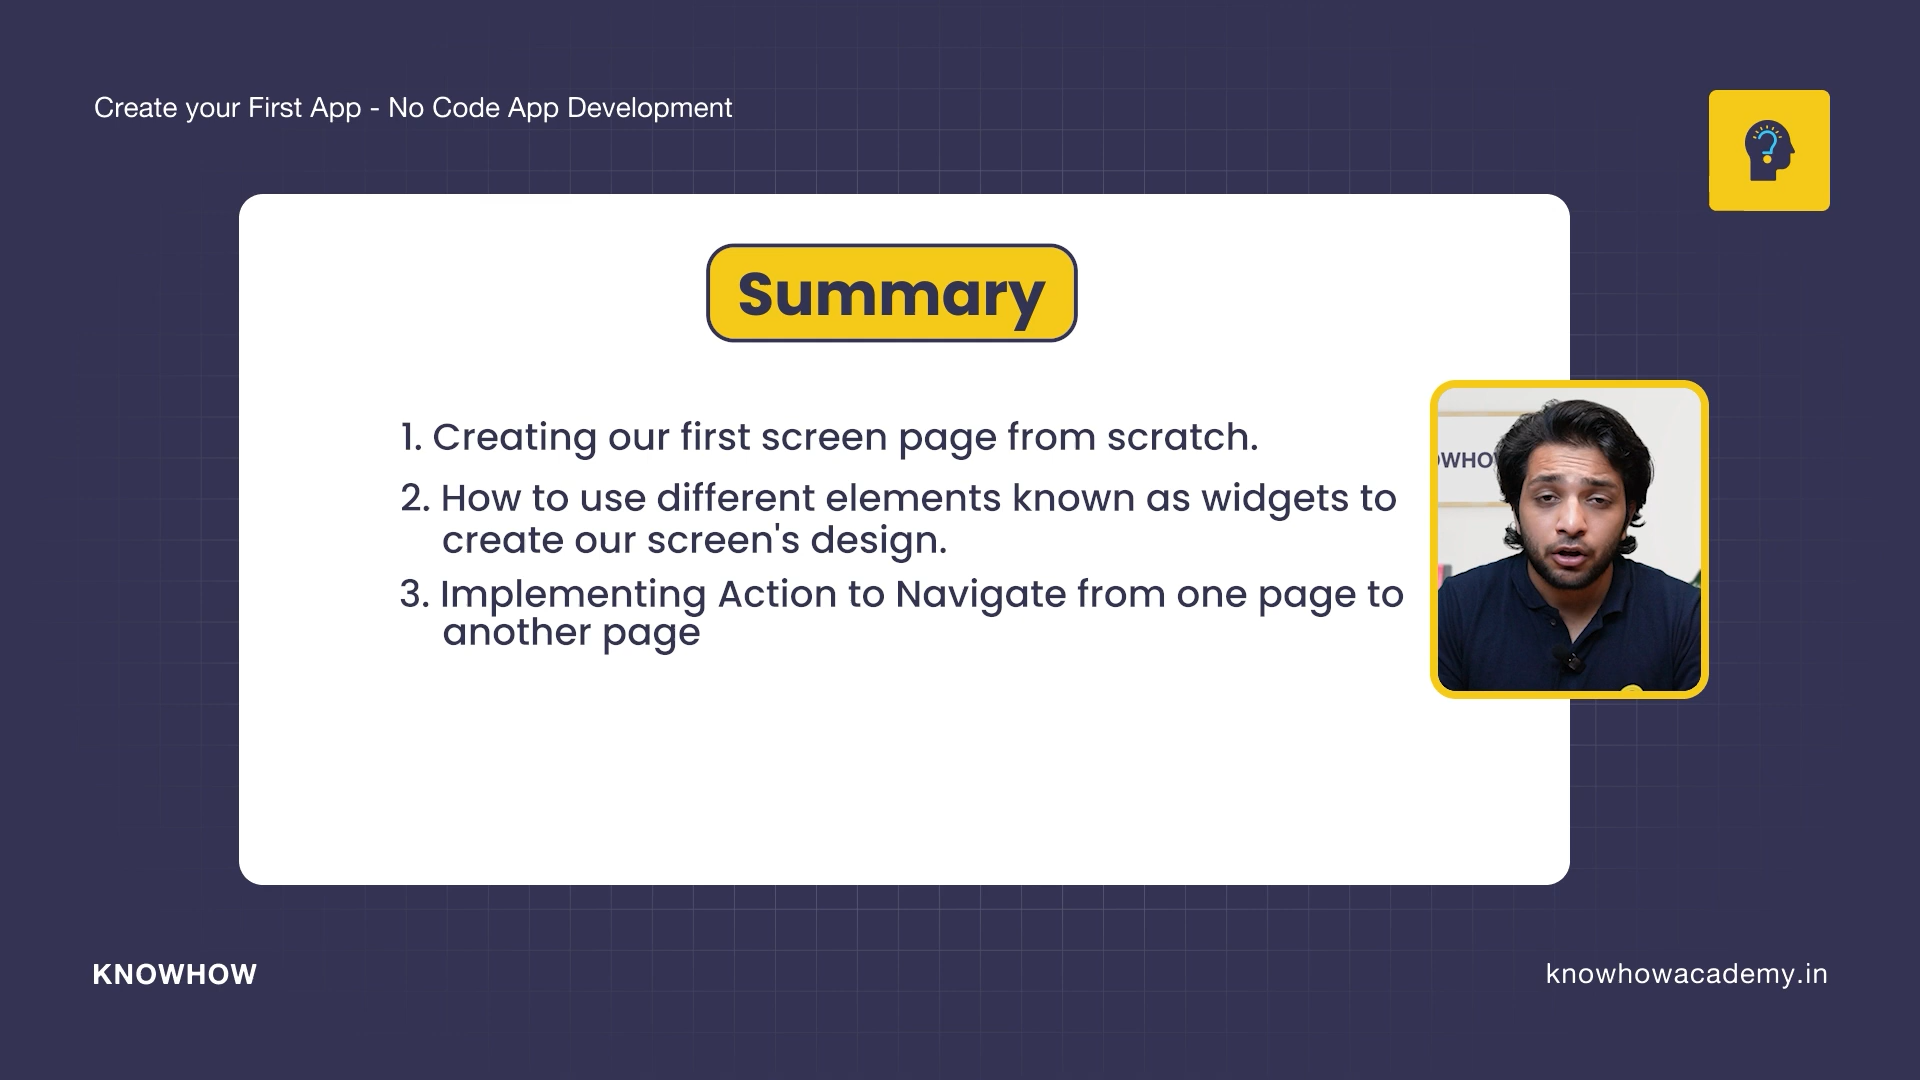 Create your First App - No Code App Development
Summary
1. Creating our first screen page from scratch.
2. How to use different elements known as widgets to
create our screen's design.
3. Implementing Action to Navigate from one page to
another page
OWHO
KNOWHOW
knowhowacademy.in